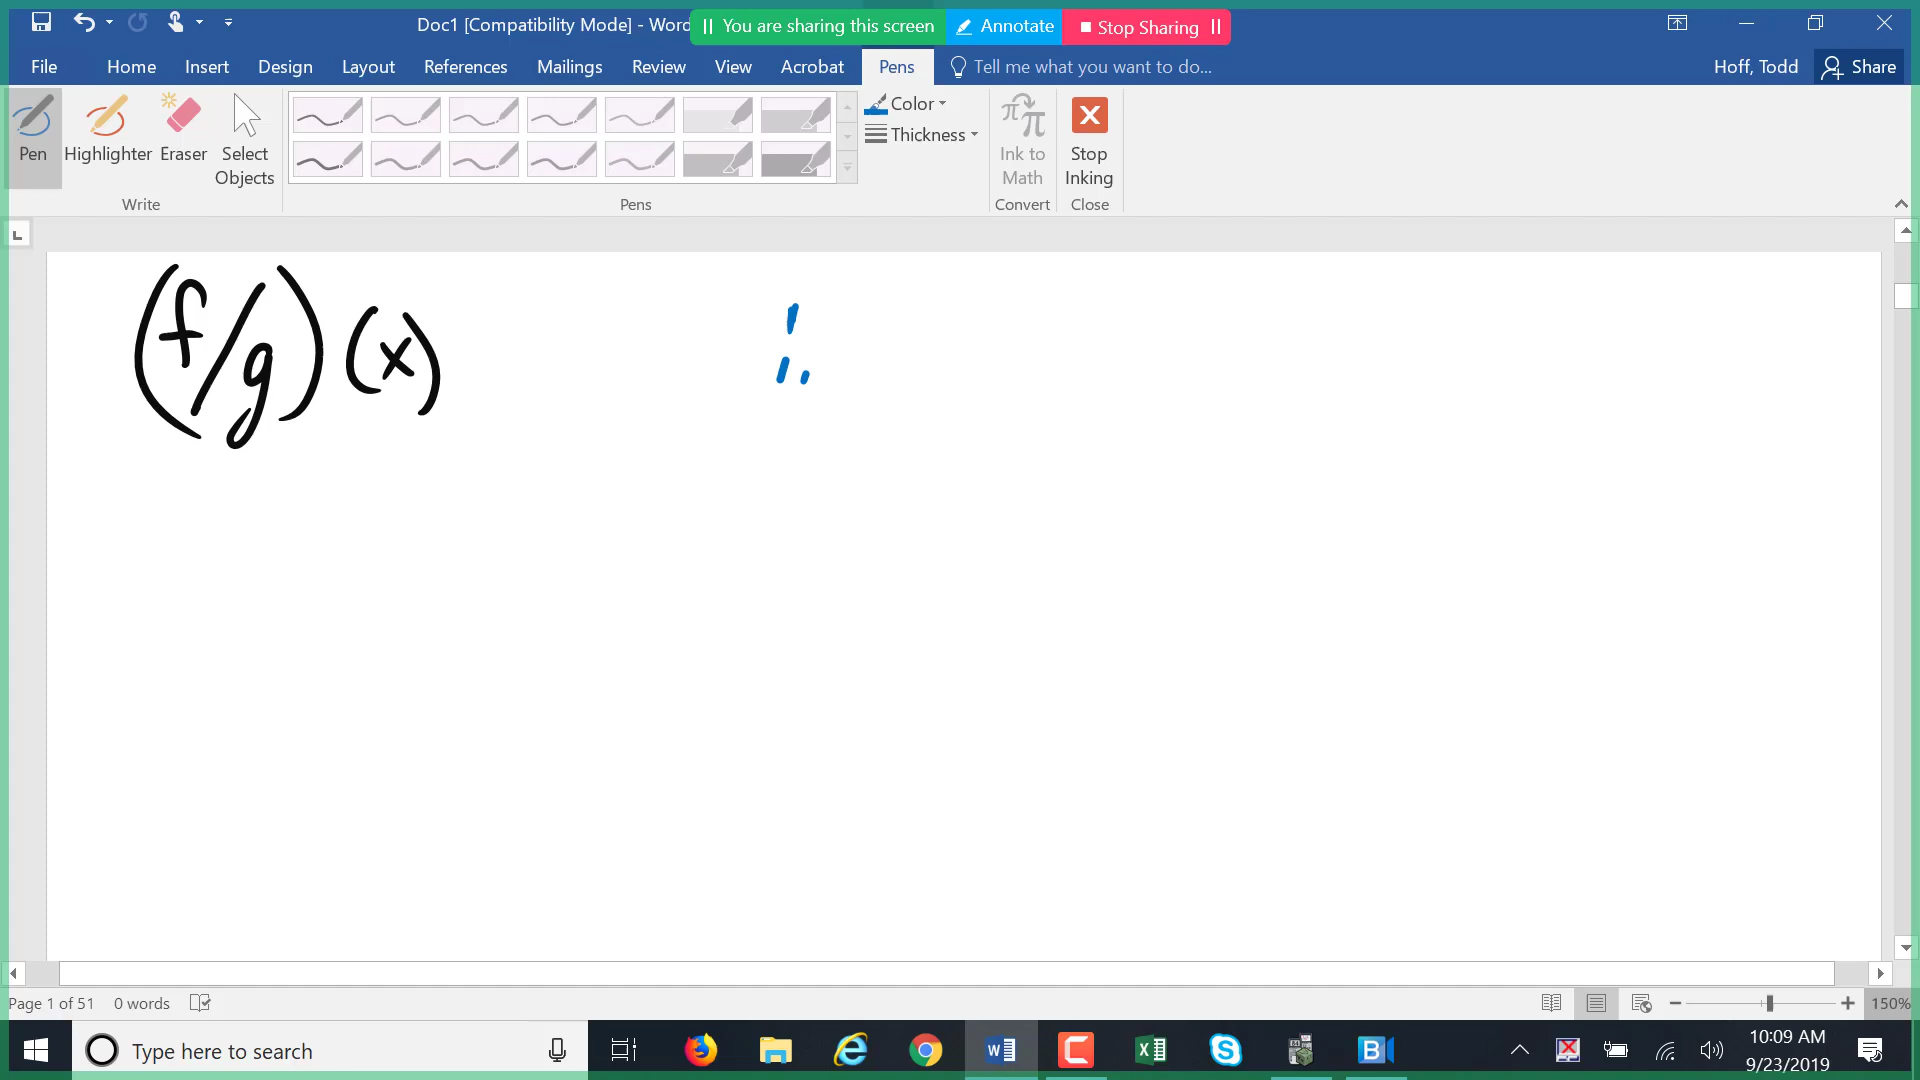 Doc1 [Compatibility Mode] - Word
You are sharing this screen
Annotate
Stop Sharing
File Home Insert Design Layout References Mailings Review View Acrobat Pens Tell me what you want to do... Hoff, Todd Share
Pen Highlighter Eraser Select Objects
Color
Thickness
Ink to Math
Stop Inking
Write Pens Convert Close
(f/g)(x)
Page 1 of 51 0 words 150%
Type here to search
10:09 AM
9/23/2019